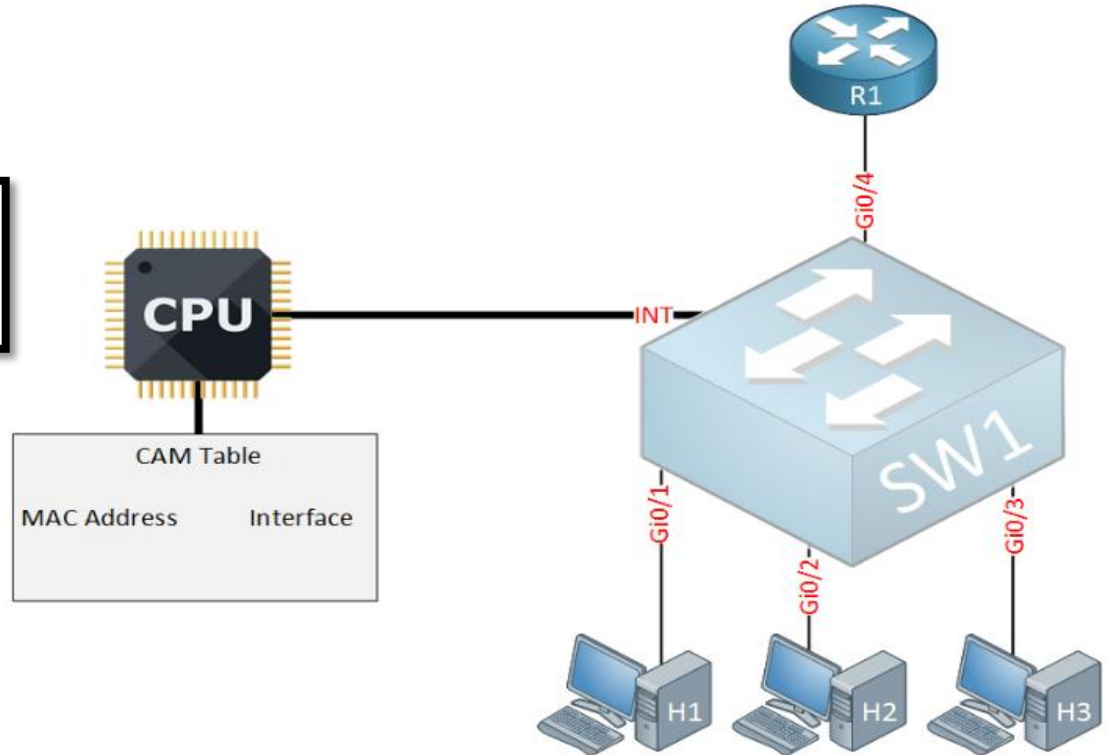 R1
Gi0/4
CPU
INT
CAM Table
MAC Address Interface
SW1
Gi0/1
Gi0/2
Gi0/3
H1
H2
H3